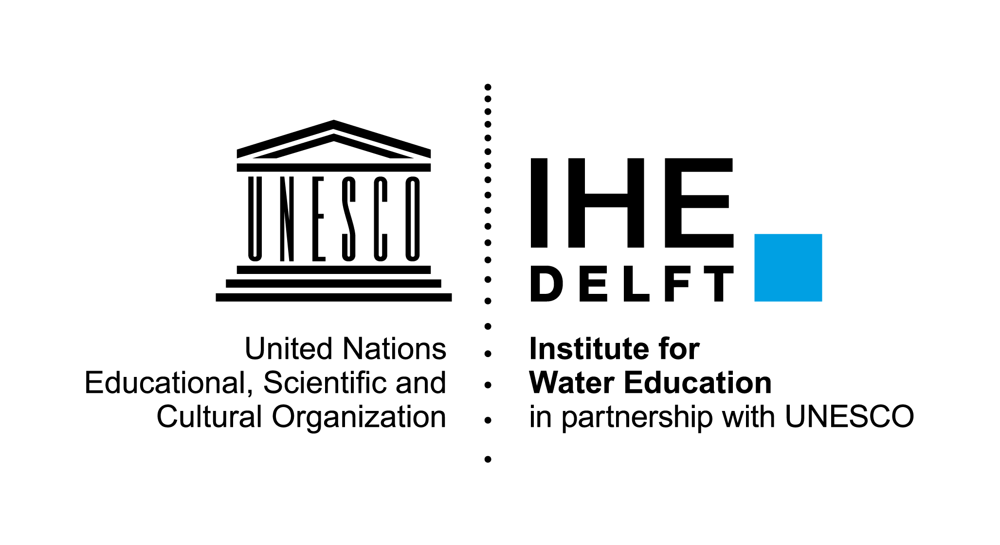 UNESCO
United Nations
Educational, Scientific and
Cultural Organization
IHE
DELFT
Institute for
Water Education
in partnership with UNESCO